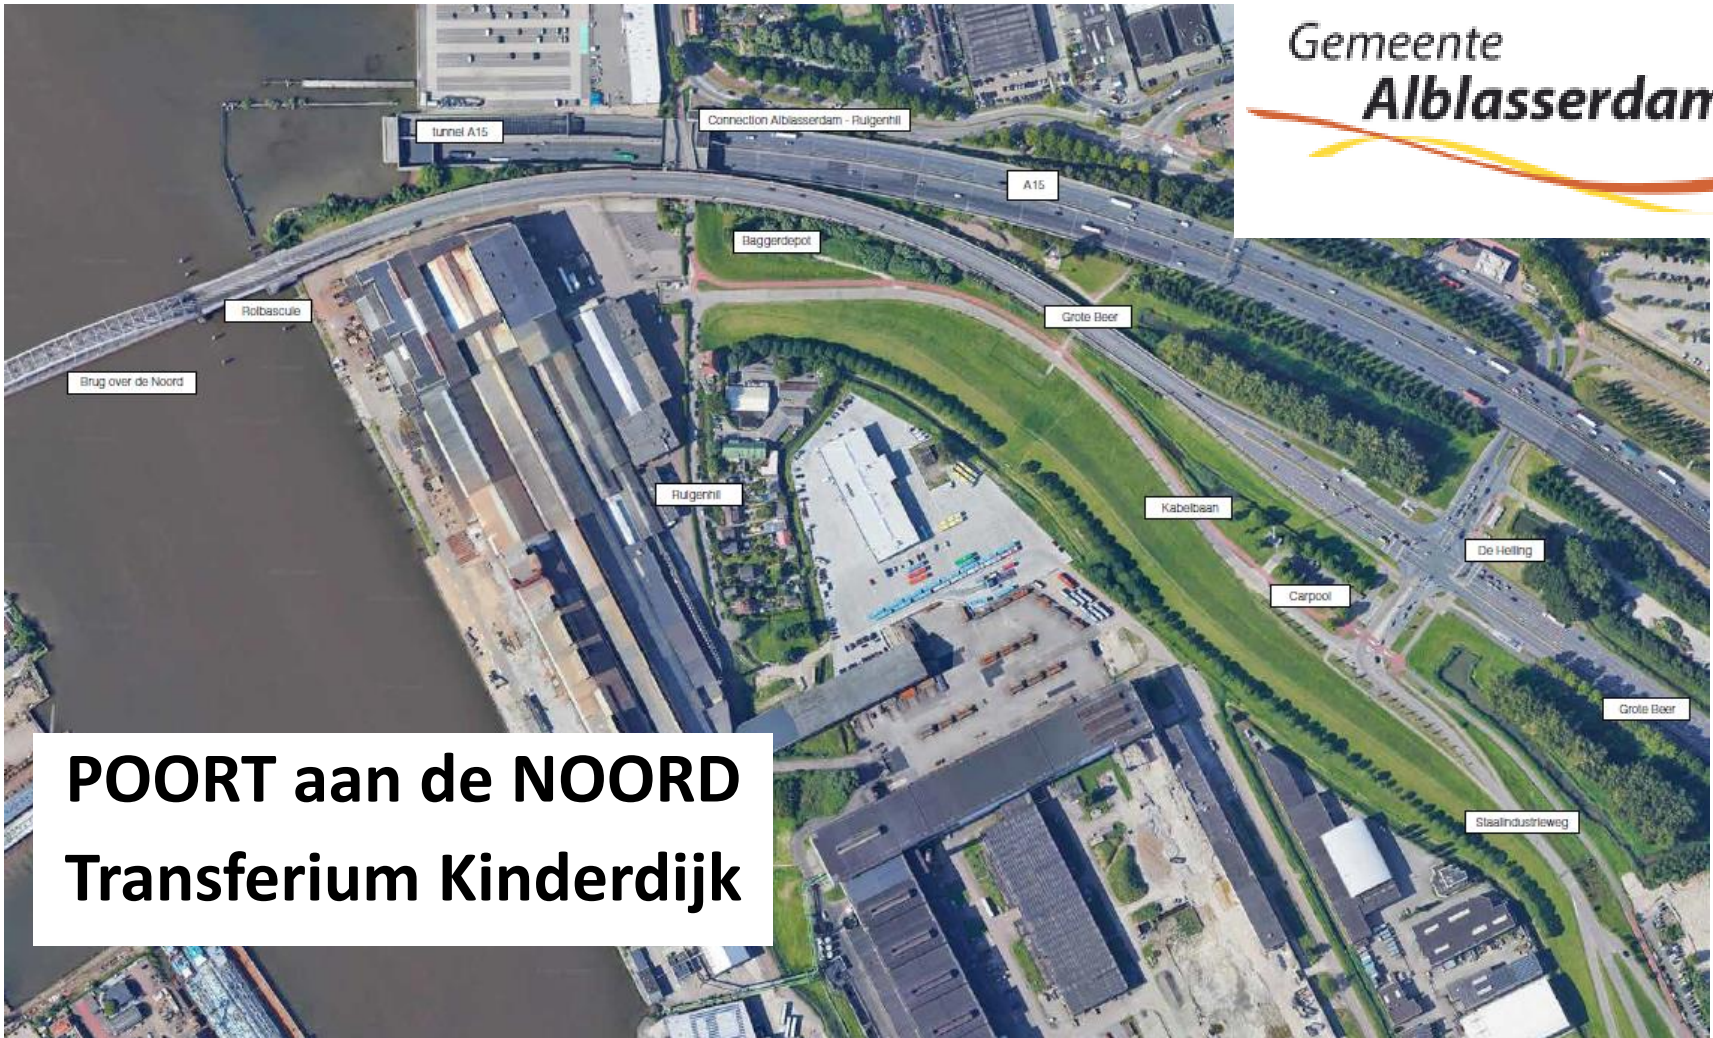 Gemeente
Alblasserdam
tunnel A15
Connection Alblasserdam - Ruigenhil
A15
Baggerdepot
Rolbascule
Grote Beer
Brug over de Noord
Ruigenhil
Kabelbaan
De Helling
Carpool
Grote Beer
Staalindustrieweg
POORT aan de NOORD
Transferium Kinderdijk